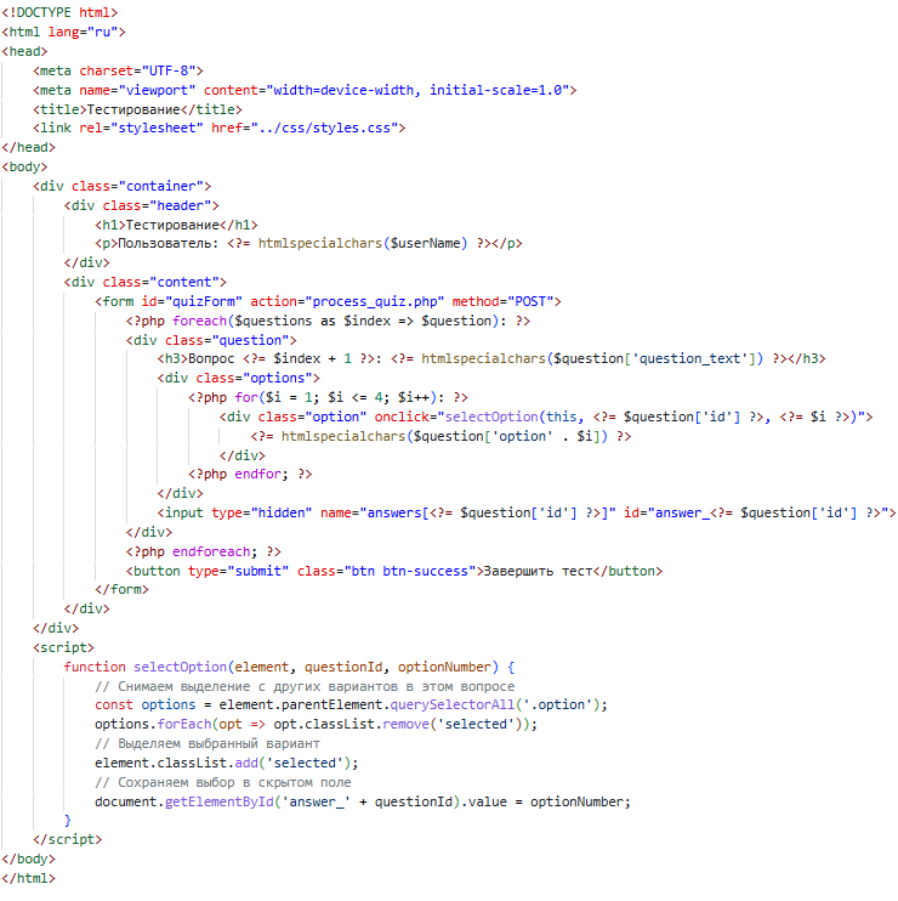 <!DOCTYPE html>
<html lang="ru">
<head>
    <meta charset="UTF-8">
    <meta name="viewport" content="width=device-width, initial-scale=1.0">
    <title>Тестирование</title>
    <link rel="stylesheet" href="../css/styles.css">
</head>
<body>
    <div class="container">
        <div class="header">
            <h1>Тестирование</h1>
            <p>Пользователь: <?= htmlspecialchars($userName) ?></p>
        </div>
        <div class="content">
            <form id="quizForm" action="process_quiz.php" method="POST">
                <?php foreach($questions as $index => $question): ?>
                <div class="question">
                    <h3>Вопрос <?= $index + 1 ?>: <?= htmlspecialchars($question['question_text']) ?></h3>
                    <div class="options">
                        <?php for($i = 1; $i <= 4; $i++): ?>
                            <div class="option" onclick="selectOption(this, <?= $question['id'] ?>, <?= $i ?>)">
                                <?= htmlspecialchars($question['option' . $i]) ?>
                            </div>
                        <?php endfor; ?>
                    </div>
                    <input type="hidden" name="answers[<?= $question['id'] ?>]" id="answer_<?= $question['id'] ?>">
                </div>
                <?php endforeach; ?>
                <button type="submit" class="btn btn-success">Завершить тест</button>
            </form>
        </div>
    </div>
    <script>
        function selectOption(element, questionId, optionNumber) {
            // Снимаем выделение с других вариантов в этом вопросе
            const options = element.parentElement.querySelectorAll('.option');
            options.forEach(opt => opt.classList.remove('selected'));
            // Выделяем выбранный вариант
            element.classList.add('selected');
            // Сохраняем выбор в скрытом поле
            document.getElementById('answer_' + questionId).value = optionNumber;
        }
    </script>
</body>
</html>